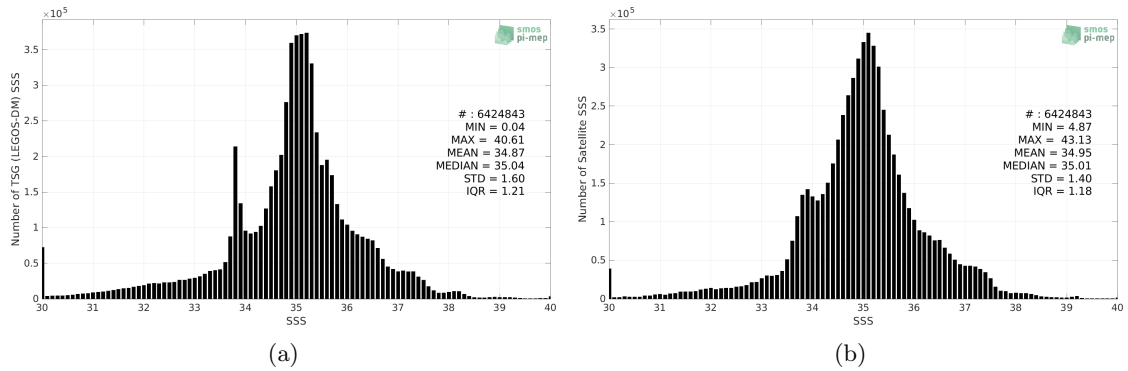 ×10^5
3.5
3
2.5
2
1.5
1
0.5
0
Number of TSG (LEGOS-DM) SSS
smos
pi-mep
# : 6424843
MIN = 0.04
MAX = 40.61
MEAN = 34.87
MEDIAN = 35.04
STD = 1.60
IQR = 1.21
30 31 32 33 34 35 36 37 38 39 40
SSS
(a)
×10^5
3.5
3
2.5
2
1.5
1
0.5
0
Number of Satellite SSS
smos
pi-mep
# : 6424843
MIN = 4.87
MAX = 43.13
MEAN = 34.95
MEDIAN = 35.01
STD = 1.40
IQR = 1.18
30 31 32 33 34 35 36 37 38 39 40
SSS
(b)